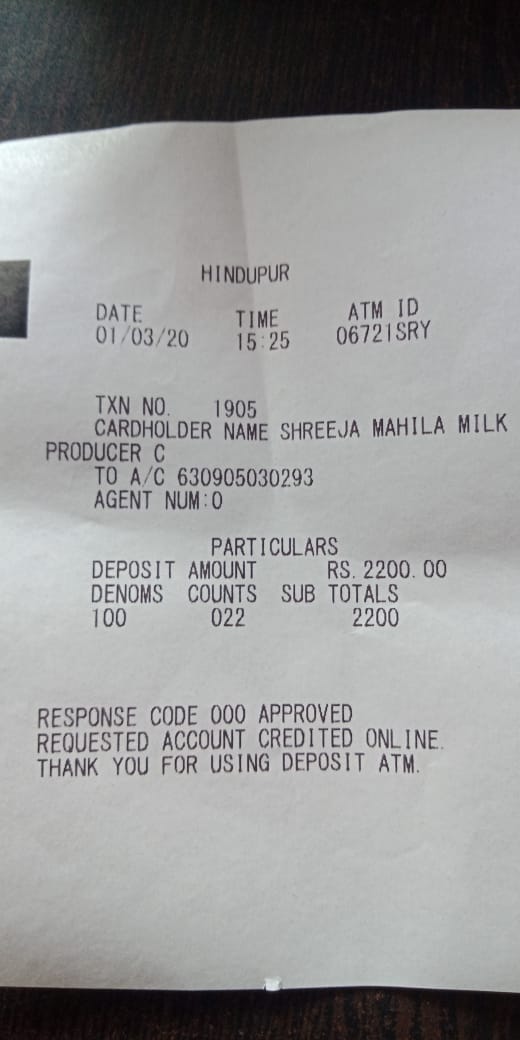 HINDUPUR
DATE TIME ATM ID
01/03/20 15:25 06721SRY
TXN NO. 1905
CARDHOLDER NAME SHREEJA MAHILA MILK
PRODUCER C
TO A/C 630905030293
AGENT NUM:0
PARTICULARS
DEPOSIT AMOUNT RS. 2200.00
DENOMS COUNTS SUB TOTALS
100 022 2200
RESPONSE CODE 000 APPROVED
REQUESTED ACCOUNT CREDITED ONLINE.
THANK YOU FOR USING DEPOSIT ATM.